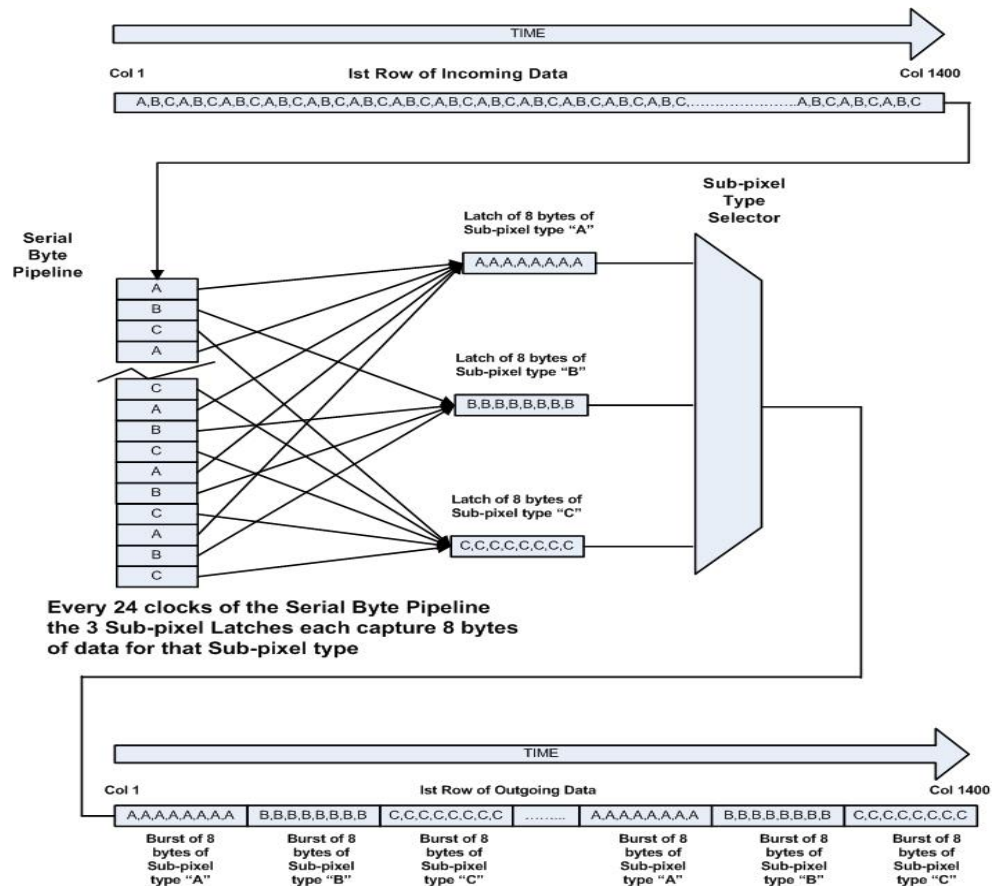 TIME
Col 1
Ist Row of Incoming Data
Col 1400
A,B,C,A,B,C,A,B,C,A,B,C,A,B,C,A,B,C,A,B,C,A,B,C,A,B,C,........................A,B,C,A,B,C,A,B,C
Sub-pixel
Type
Selector
Latch of 8 bytes of
Sub-pixel type “A”
Serial
Byte
Pipeline
A,A,A,A,A,A,A,A
A
B
C
A
Latch of 8 bytes of
Sub-pixel type “B”
C
A
B
C
A
B
C
A
B
C
B,B,B,B,B,B,B,B
Latch of 8 bytes of
Sub-pixel type “C”
C,C,C,C,C,C,C,C
Every 24 clocks of the Serial Byte Pipeline
the 3 Sub-pixel Latches each capture 8 bytes
of data for that Sub-pixel type
TIME
Col 1
Ist Row of Outgoing Data
Col 1400
A,A,A,A,A,A,A,A
B,B,B,B,B,B,B,B
C,C,C,C,C,C,C,C
.........
A,A,A,A,A,A,A,A
B,B,B,B,B,B,B,B
C,C,C,C,C,C,C,C
Burst of 8
bytes of
Sub-pixel
type “A”
Burst of 8
bytes of
Sub-pixel
type “B”
Burst of 8
bytes of
Sub-pixel
type “C”
Burst of 8
bytes of
Sub-pixel
type “A”
Burst of 8
bytes of
Sub-pixel
type “B”
Burst of 8
bytes of
Sub-pixel
type “C”